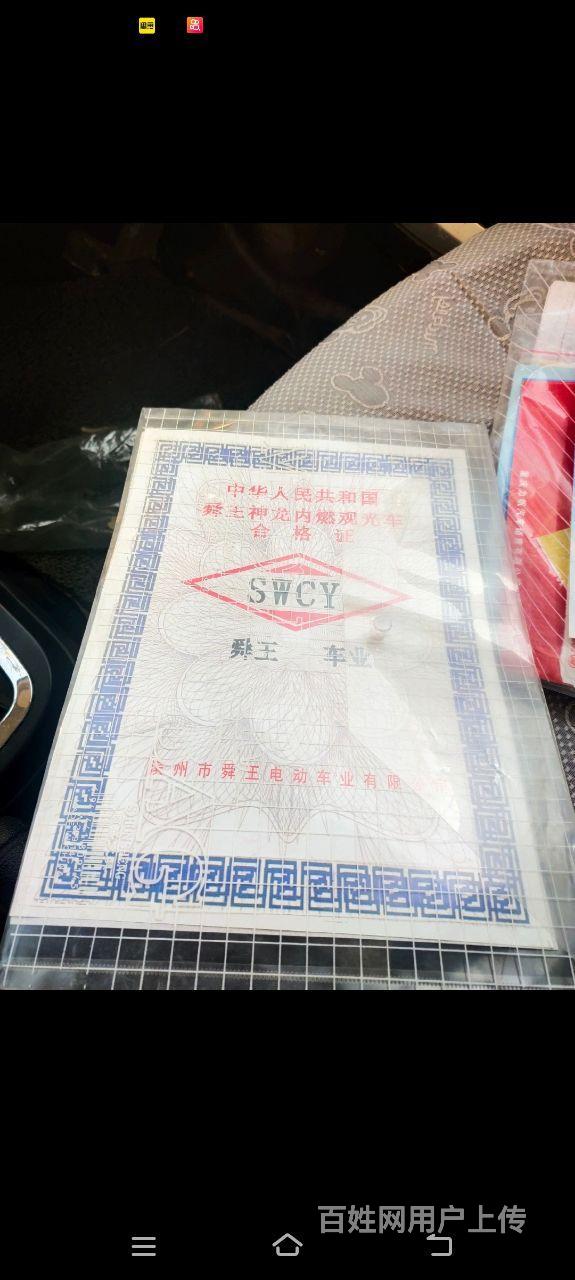 中华人民共和国
舜王神龙内燃观光车
合格证
SWCY
舜王 车业
州市舜王电动车业有限
百姓网用户上传